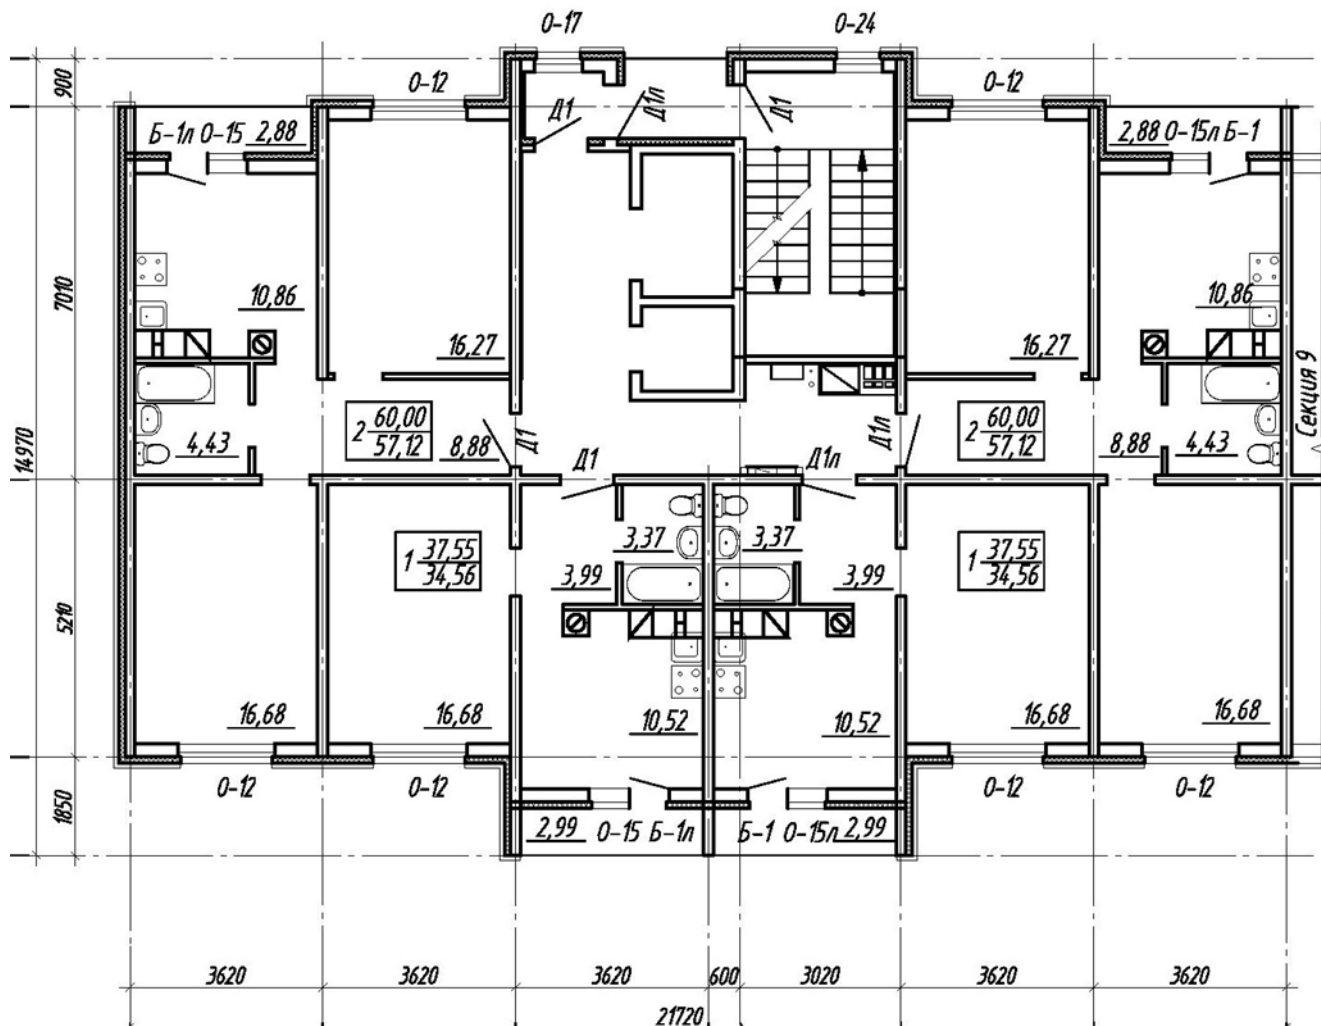 О-17
О-24
О-12
О-12
900
Б-1л О-15 2,88
Д1
Д1л
Д1
2,88 О-15л Б-1
7010
10,86
16,27
16,27
10,86
Секция 9
14970
2 60,00
57,12
4,43
8,88
Д1
Д1
Д1л
Д1л
2 60,00
57,12
8,88
4,43
1 37,55
34,56
3,37
3,99
3,37
3,99
1 37,55
34,56
5210
16,68
16,68
10,52
10,52
16,68
16,68
О-12
О-12
О-12
О-12
1850
2,99 О-15 Б-1л
Б-1 О-15л 2,99
3620
3620
3620
600
3020
3620
3620
21720